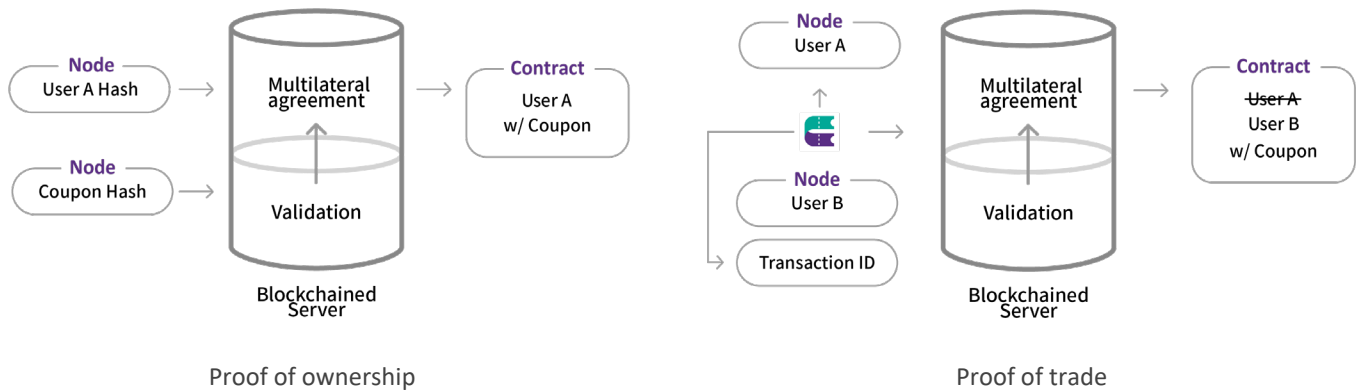 Node
User A Hash
Node
Coupon Hash
Multilateral
agreement
Validation
Blockchained
Server
Contract
User A
w/ Coupon
Proof of ownership
Node
User A
Node
User B
Transaction ID
Multilateral
agreement
Validation
Blockchained
Server
Contract
User A
User B
w/ Coupon
Proof of trade